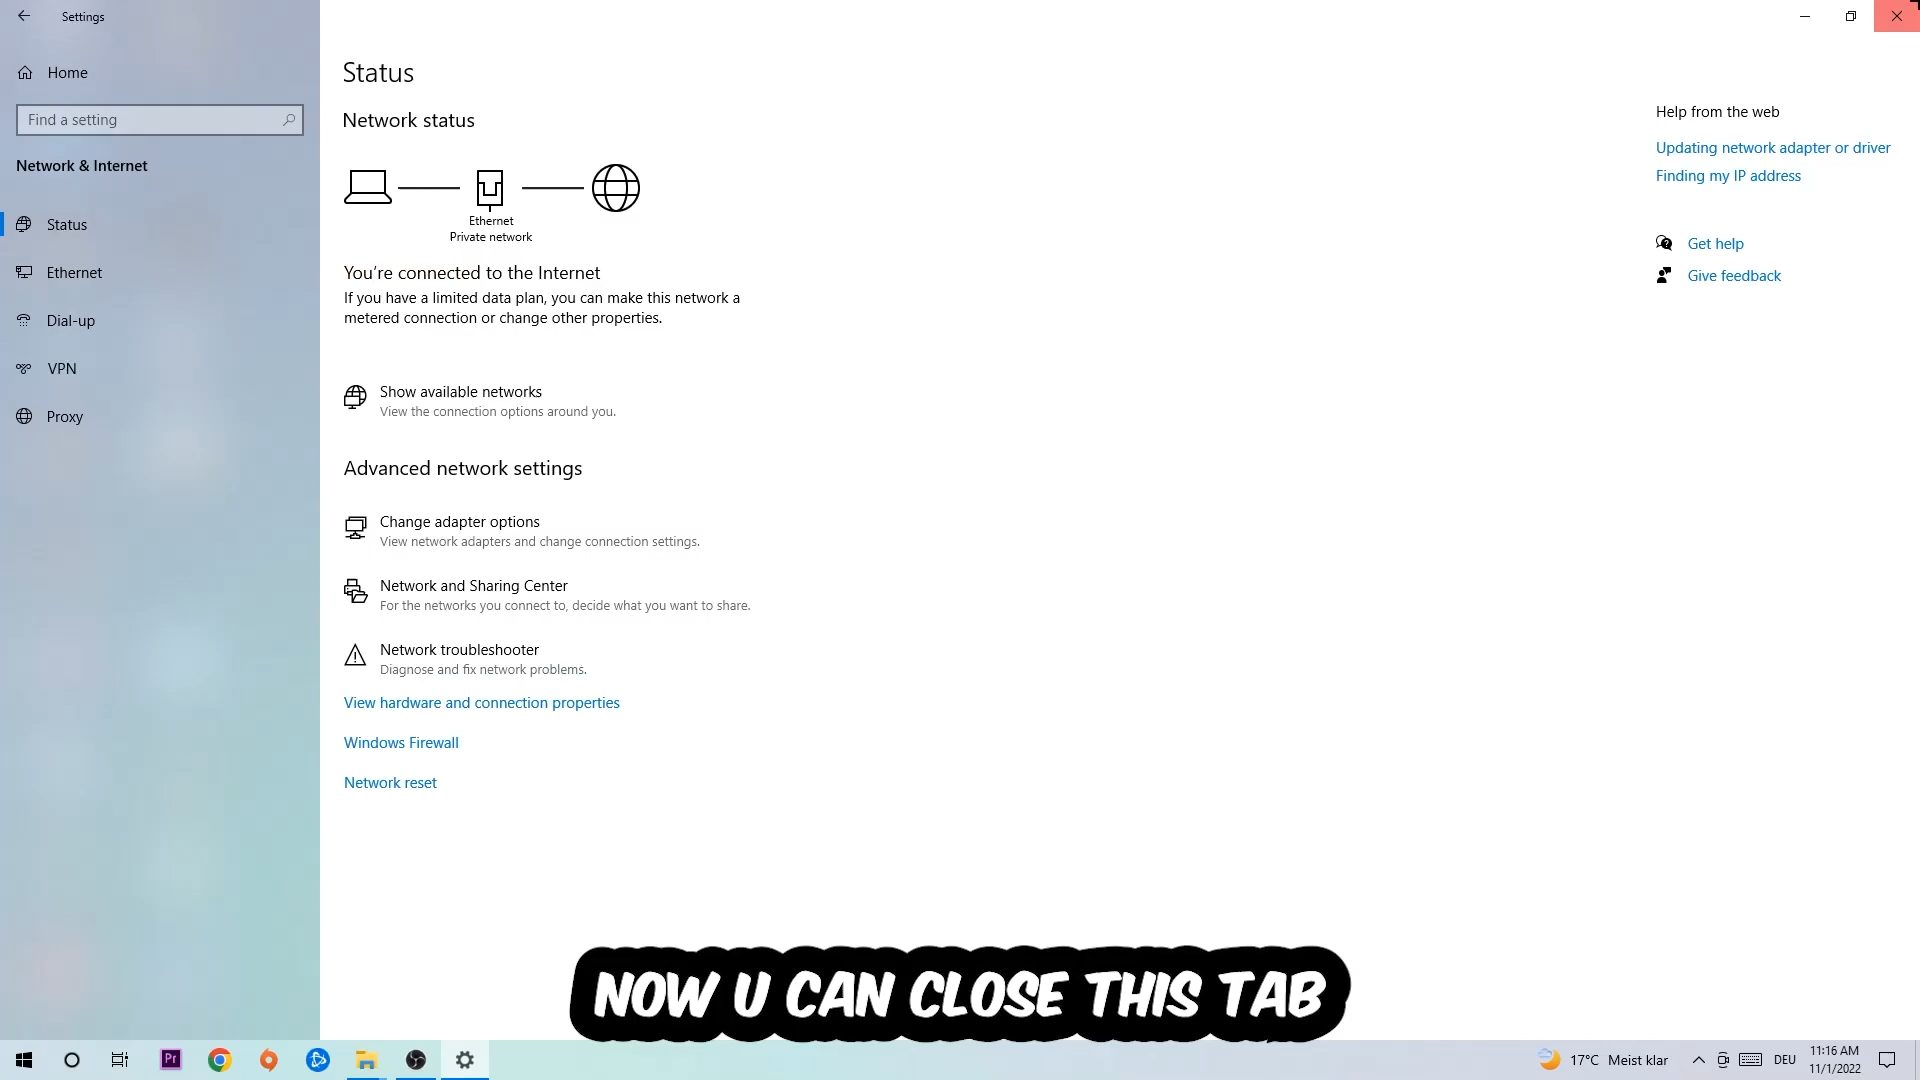 Settings
Home
Find a setting
Network & Internet
Status
Ethernet
Dial-up
VPN
Proxy
Status
Network status
Ethernet
Private network
You're connected to the Internet
If you have a limited data plan, you can make this network a
metered connection or change other properties.
Show available networks
View the connection options around you.
Advanced network settings
Change adapter options
View network adapters and change connection settings.
Network and Sharing Center
For the networks you connect to, decide what you want to share.
Network troubleshooter
Diagnose and fix network problems.
View hardware and connection properties
Windows Firewall
Network reset
Help from the web
Updating network adapter or driver
Finding my IP address
Get help
Give feedback
NOW U CAN CLOSE THIS TAB
Pr
17°C Meist klar
DEU
11:16 AM
11/1/2022